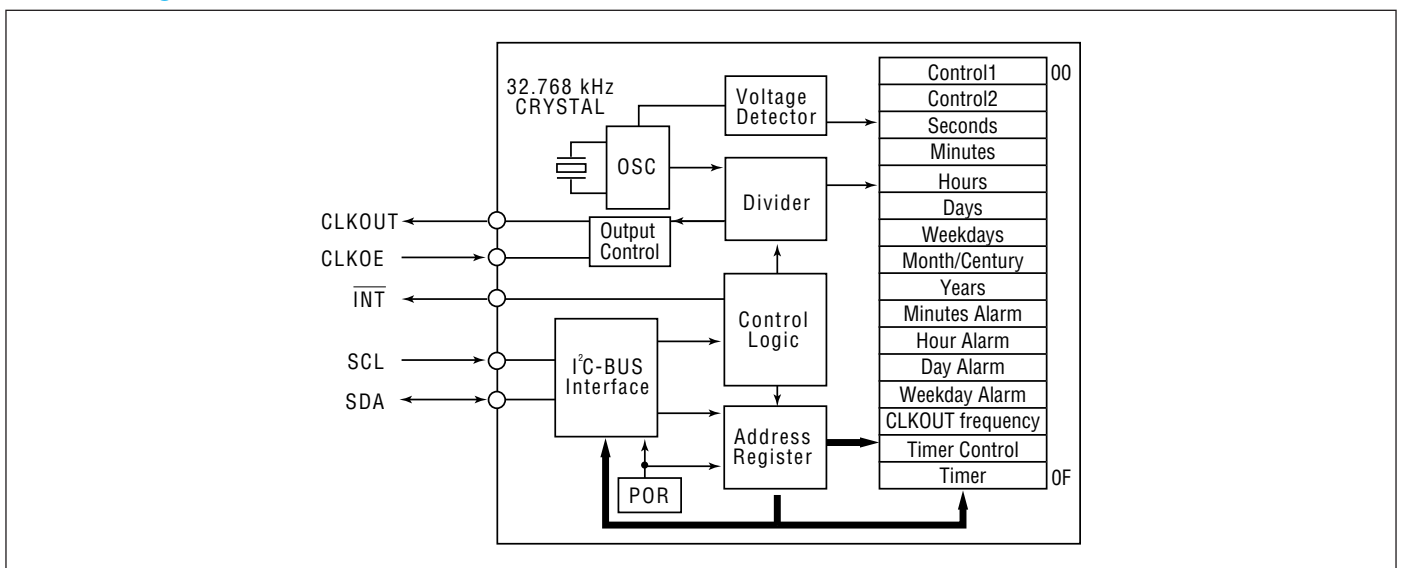 32.768 kHz
CRYSTAL
OSC
Voltage
Detector
Divider
Output
Control
CLKOUT
CLKOE
INT
SCL
SDA
I²C-BUS
Interface
Control
Logic
Address
Register
POR
Control1 00
Control2
Seconds
Minutes
Hours
Days
Weekdays
Month/Century
Years
Minutes Alarm
Hour Alarm
Day Alarm
Weekday Alarm
CLKOUT frequency
Timer Control
Timer 0F